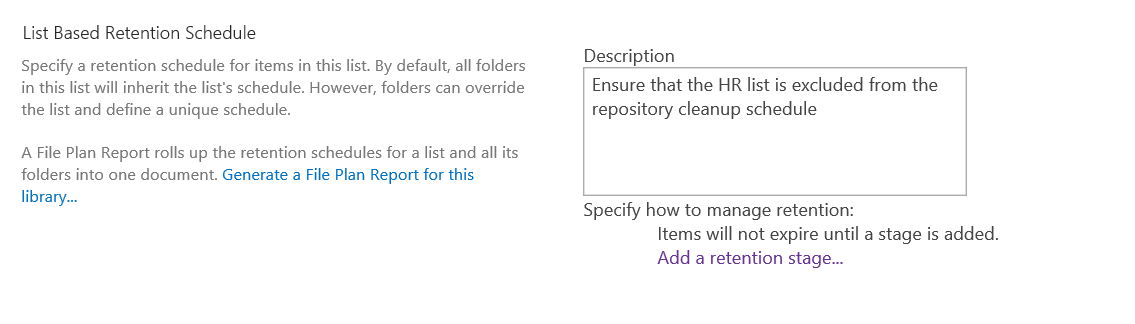 List Based Retention Schedule
Specify a retention schedule for items in this list. By default, all folders
in this list will inherit the list's schedule. However, folders can override
the list and define a unique schedule.
A File Plan Report rolls up the retention schedules for a list and all its
folders into one document. Generate a File Plan Report for this
library...
Description
Ensure that the HR list is excluded from the
repository cleanup schedule
Specify how to manage retention:
Items will not expire until a stage is added.
Add a retention stage...